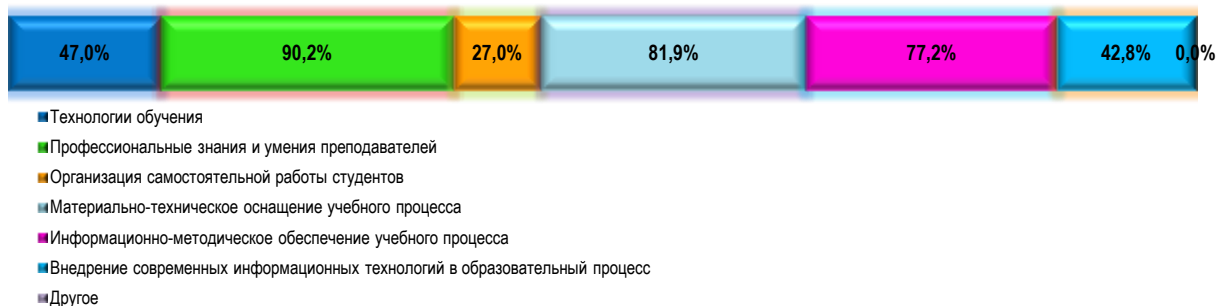 47,0% 90,2% 27,0% 81,9% 77,2% 42,8% 0,0%
Технологии обучения
Профессиональные знания и умения преподавателей
Организация самостоятельной работы студентов
Материально-техническое оснащение учебного процесса
Информационно-методическое обеспечение учебного процесса
Внедрение современных информационных технологий в образовательный процесс
Другое